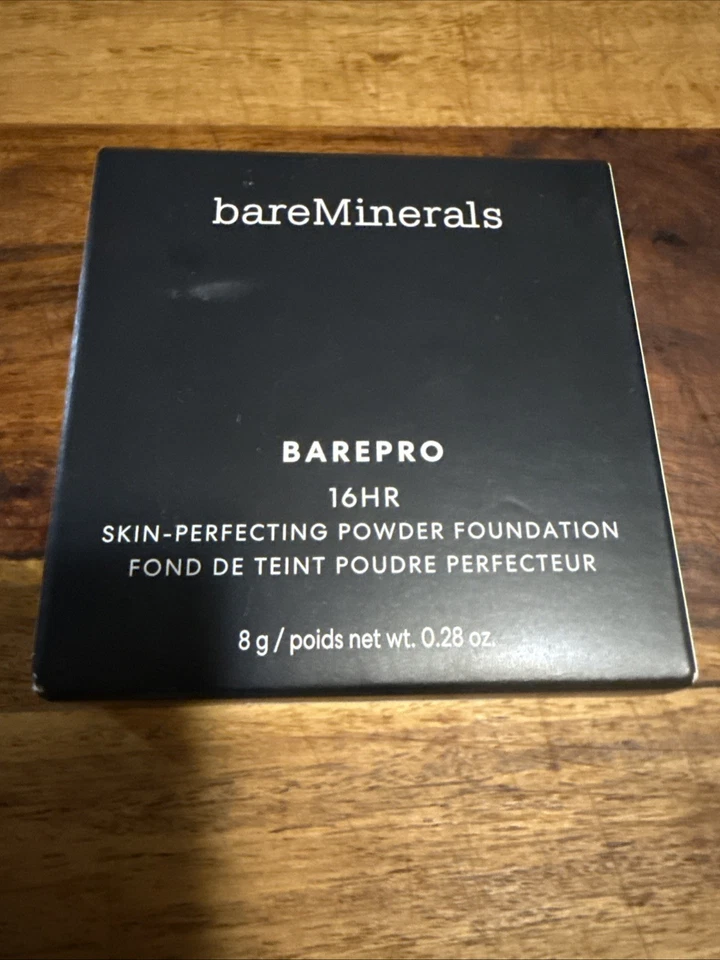 bareMinerals
BAREPRO
16HR
SKIN-PERFECTING POWDER FOUNDATION
FOND DE TEINT POUDRE PERFECTEUR
8 g / poids net wt. 0.28 oz.